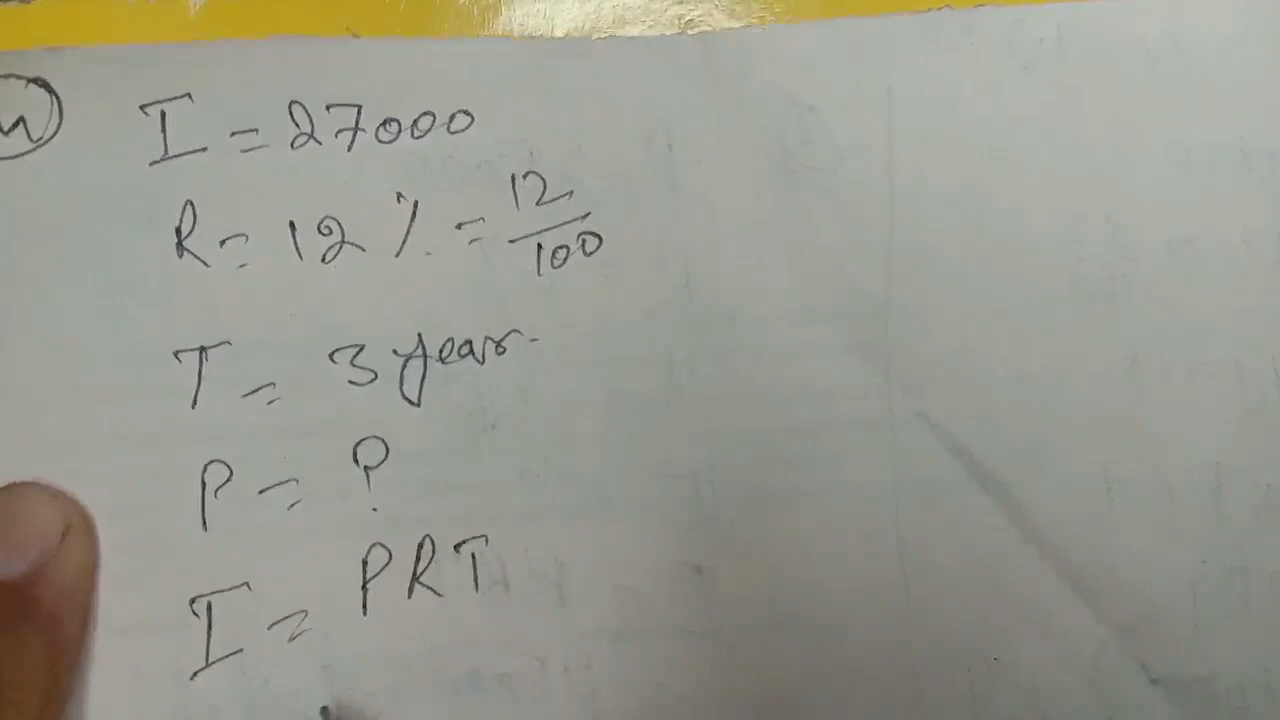 I = 27000
R = 12 % = 12/100
T = 3 year.
P = ?
I = PRT